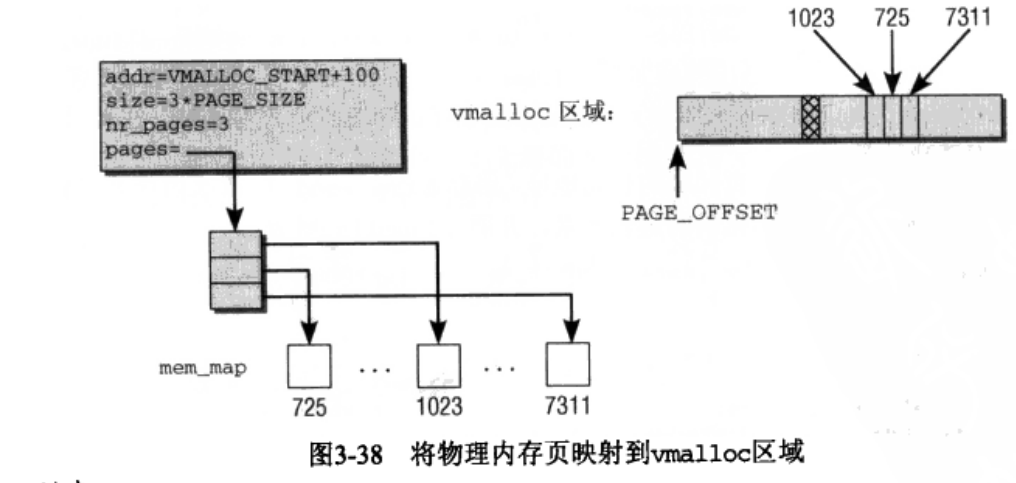 addr=VMALLOC_START+100
size=3*PAGE_SIZE
nr_pages=3
pages=
vmalloc 区域:
1023 725 7311
PAGE_OFFSET
mem_map
... ...
725 1023 7311
图3-38 将物理内存页映射到vmalloc区域